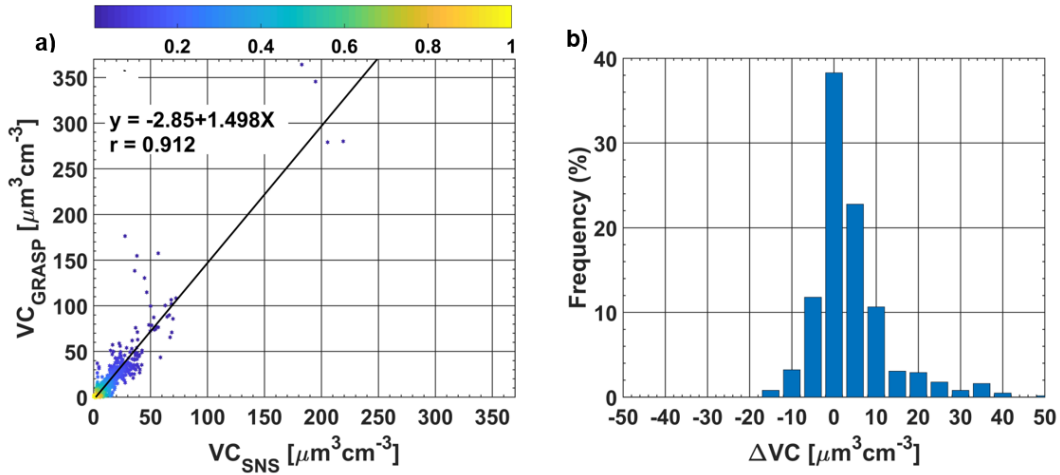 a)
0.2 0.4 0.6 0.8 1
y = -2.85+1.498X
r = 0.912
VC_GRASP [μm³cm⁻³]
350
300
250
200
150
100
50
0
0 50 100 150 200 250 300 350
VC_SNS [μm³cm⁻³]
b)
Frequency (%)
40
30
20
10
0
-50 -40 -30 -20 -10 0 10 20 30 40 50
ΔVC [μm³cm⁻³]